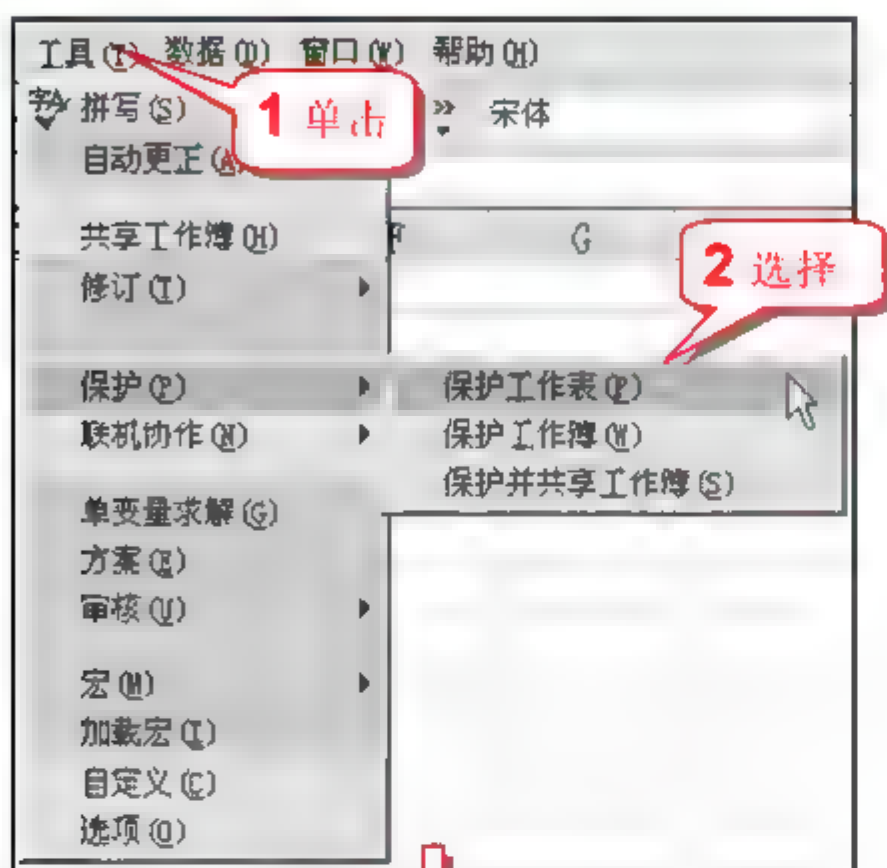 工具(T) 数据(D) 窗口(W) 帮助(H)
1 单击
拼写(S)
» 宋体
自动更正(A)
共享工作簿(H)
F G
修订(T)
2 选择
保护(P)
保护工作表(P)
联机协作(N)
保护工作簿(W)
保护并共享工作簿(S)
单变量求解(G)
方案(E)
审核(U)
宏(M)
加载宏(I)
自定义(C)
选项(O)